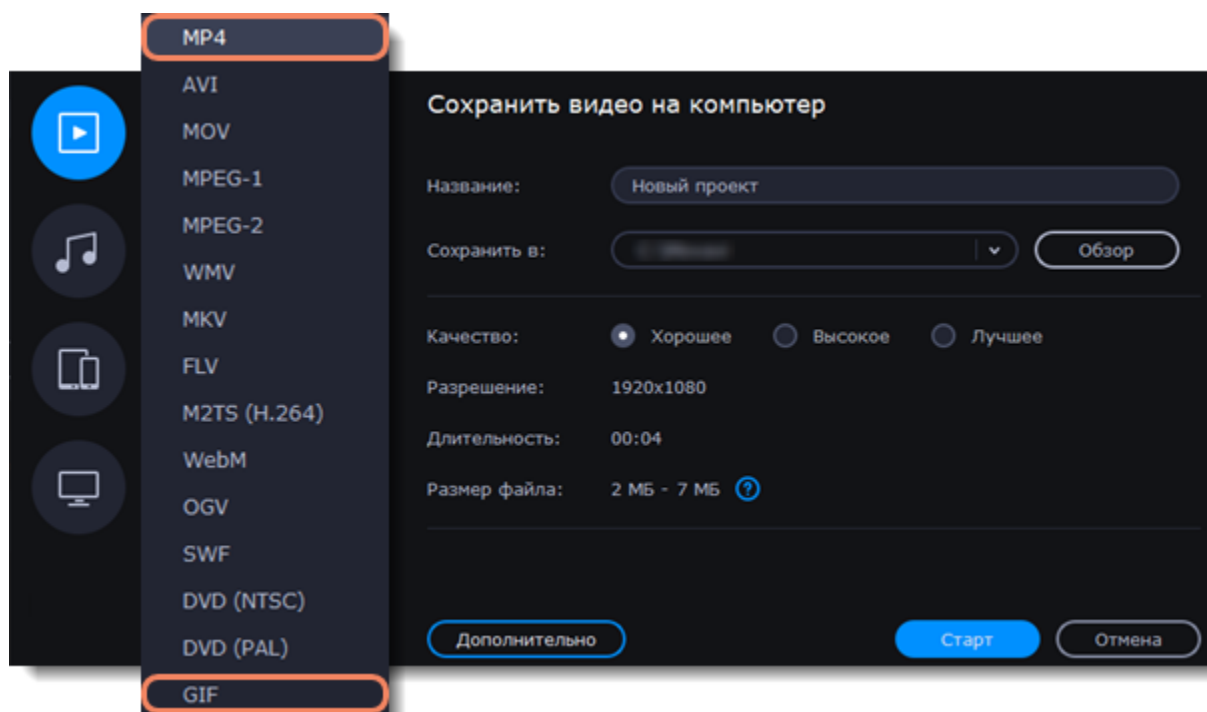 MP4
AVI
MOV
MPEG-1
MPEG-2
WMV
MKV
FLV
M2TS (H.264)
WebM
OGV
SWF
DVD (NTSC)
DVD (PAL)
GIF
Сохранить видео на компьютер
Название: Новый проект
Сохранить в: Обзор
Качество: Хорошее Высокое Лучшее
Разрешение: 1920x1080
Длительность: 00:04
Размер файла: 2 МБ - 7 МБ ?
Дополнительно Старт Отмена